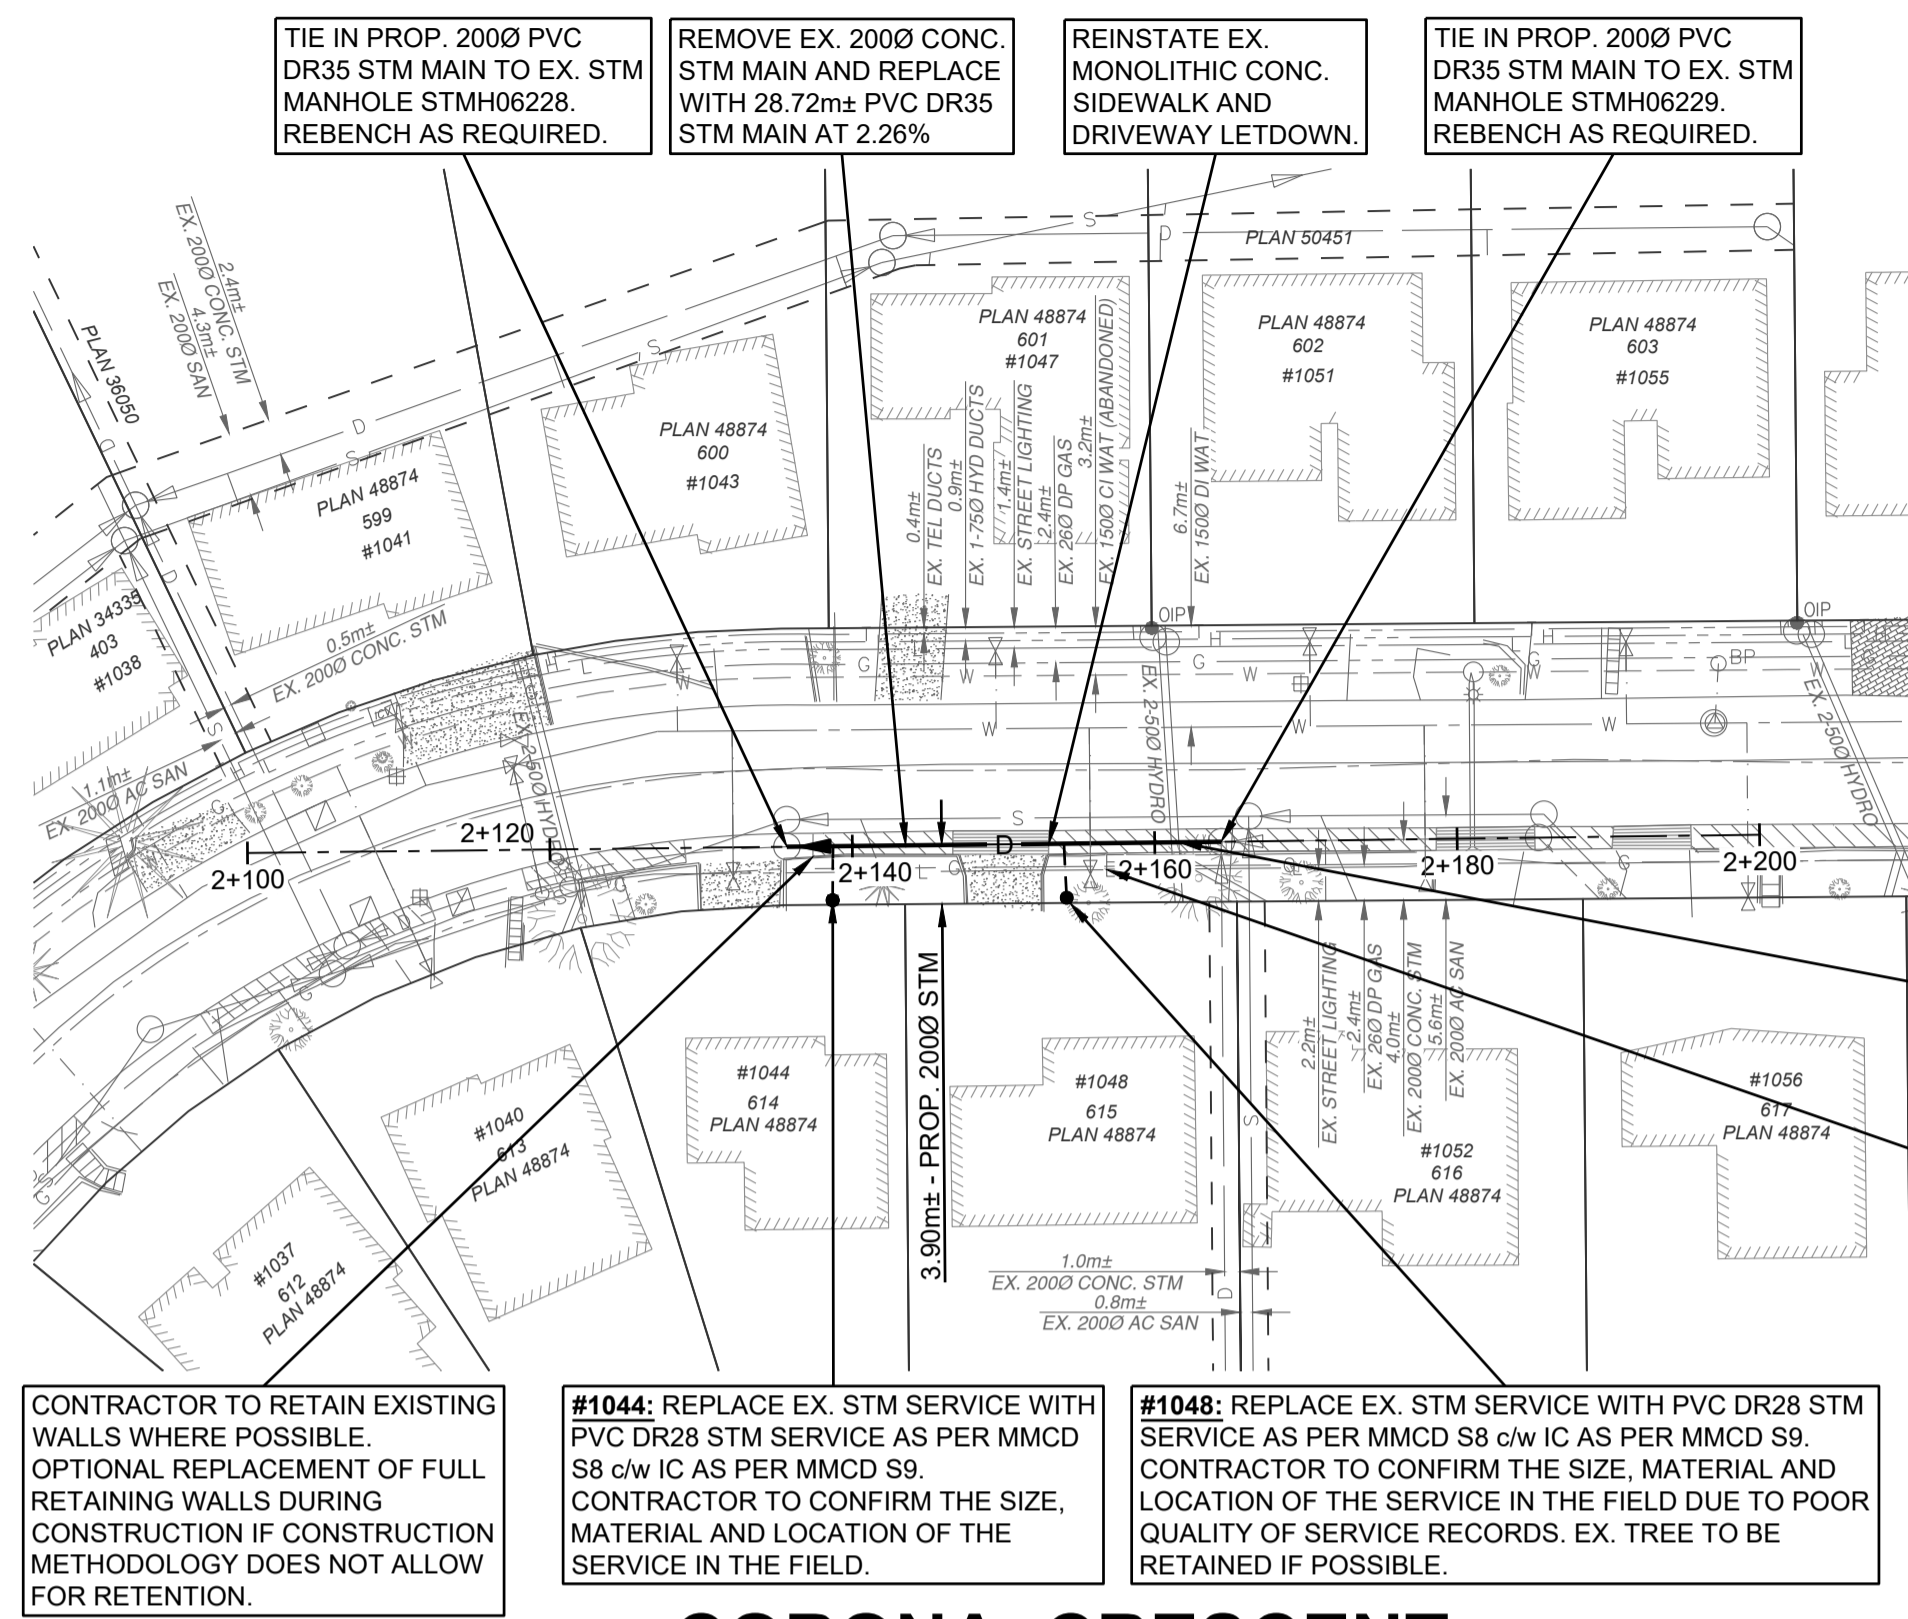 TIE IN PROP. 200Ø PVC
DR35 STM MAIN TO EX. STM
MANHOLE STMH06228.
REBENCH AS REQUIRED.
REMOVE EX. 200Ø CONC.
STM MAIN AND REPLACE
WITH 28.72m± PVC DR35
STM MAIN AT 2.26%
REINSTATE EX.
MONOLITHIC CONC.
SIDEWALK AND
DRIVEWAY LETDOWN.
TIE IN PROP. 200Ø PVC
DR35 STM MAIN TO EX. STM
MANHOLE STMH06229.
REBENCH AS REQUIRED.
2.4m±
EX. 200Ø CONC. STM
4.3m±
EX. 200Ø SAN
PLAN 36050
S
D
PLAN 50451
PLAN 48874
599
#1041
PLAN 48874
600
#1043
PLAN 48874
601
#1047
PLAN 48874
602
#1051
PLAN 48874
603
#1055
PLAN 34335
403
#1038
0.5m±
EX. 200Ø CONC. STM
1.1m±
EX. 200Ø AC SAN
0.4m±
EX. TEL DUCTS
0.9m±
EX. 1-75Ø HYD DUCTS
1.4m±
EX. STREET LIGHTING
2.4m±
EX. 26Ø DP GAS
3.2m±
EX. 150Ø CI WAT (ABANDONED)
6.7m±
EX. 150Ø DI WAT
OIP
OIP
BP
EX. 2-50Ø HYDRO
EX. 2-50Ø HYDRO
2+100
2+120
D
2+140
2+160
2+180
2+200
3.90m± - PROP. 200Ø STM
2.2m±
EX. STREET LIGHTING
2.4m±
EX. 26Ø DP GAS
4.0m±
EX. 200Ø CONC. STM
5.6m±
EX. 200Ø AC SAN
#1037
612
PLAN 48874
#1040
613
PLAN 48874
#1044
614
PLAN 48874
#1048
615
PLAN 48874
#1052
616
PLAN 48874
#1056
617
PLAN 48874
1.0m±
EX. 200Ø CONC. STM
0.8m±
EX. 200Ø AC SAN
CONTRACTOR TO RETAIN EXISTING
WALLS WHERE POSSIBLE.
OPTIONAL REPLACEMENT OF FULL
RETAINING WALLS DURING
CONSTRUCTION IF CONSTRUCTION
METHODOLOGY DOES NOT ALLOW
FOR RETENTION.
#1044: REPLACE EX. STM SERVICE WITH
PVC DR28 STM SERVICE AS PER MMCD
S8 c/w IC AS PER MMCD S9.
CONTRACTOR TO CONFIRM THE SIZE,
MATERIAL AND LOCATION OF THE
SERVICE IN THE FIELD.
#1048: REPLACE EX. STM SERVICE WITH PVC DR28 STM
SERVICE AS PER MMCD S8 c/w IC AS PER MMCD S9.
CONTRACTOR TO CONFIRM THE SIZE, MATERIAL AND
LOCATION OF THE SERVICE IN THE FIELD DUE TO POOR
QUALITY OF SERVICE RECORDS. EX. TREE TO BE
RETAINED IF POSSIBLE.